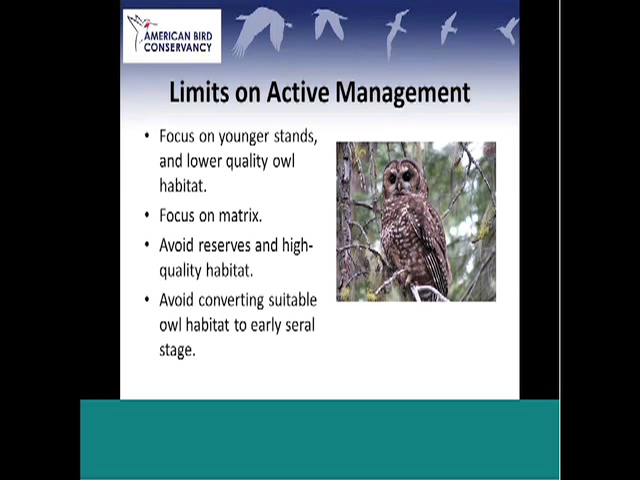 AMERICAN BIRD
CONSERVANCY
Limits on Active Management
• Focus on younger stands,
and lower quality owl
habitat.
• Focus on matrix.
• Avoid reserves and high-
quality habitat.
• Avoid converting suitable
owl habitat to early seral
stage.